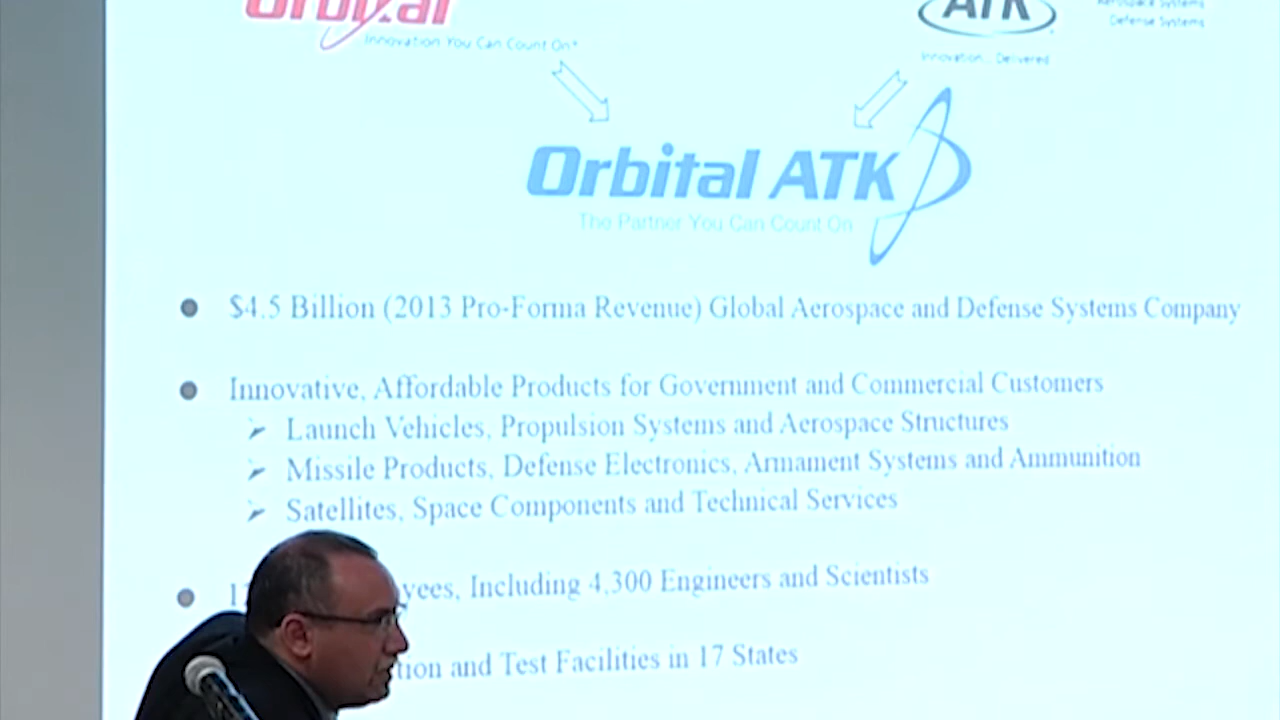 Orbital
ATK
Aerospace Systems
Defense Systems
Innovation You Can Count On
Innovation... Delivered
Orbital ATK
The Partner You Can Count On
$4.5 Billion (2013 Pro-Forma Revenue) Global Aerospace and Defense Systems Company
Innovative, Affordable Products for Government and Commercial Customers
Launch Vehicles, Propulsion Systems and Aerospace Structures
Missile Products, Defense Electronics, Armament Systems and Ammunition
Satellites, Space Components and Technical Services
Including 4,300 Engineers and Scientists
and Test Facilities in 17 States